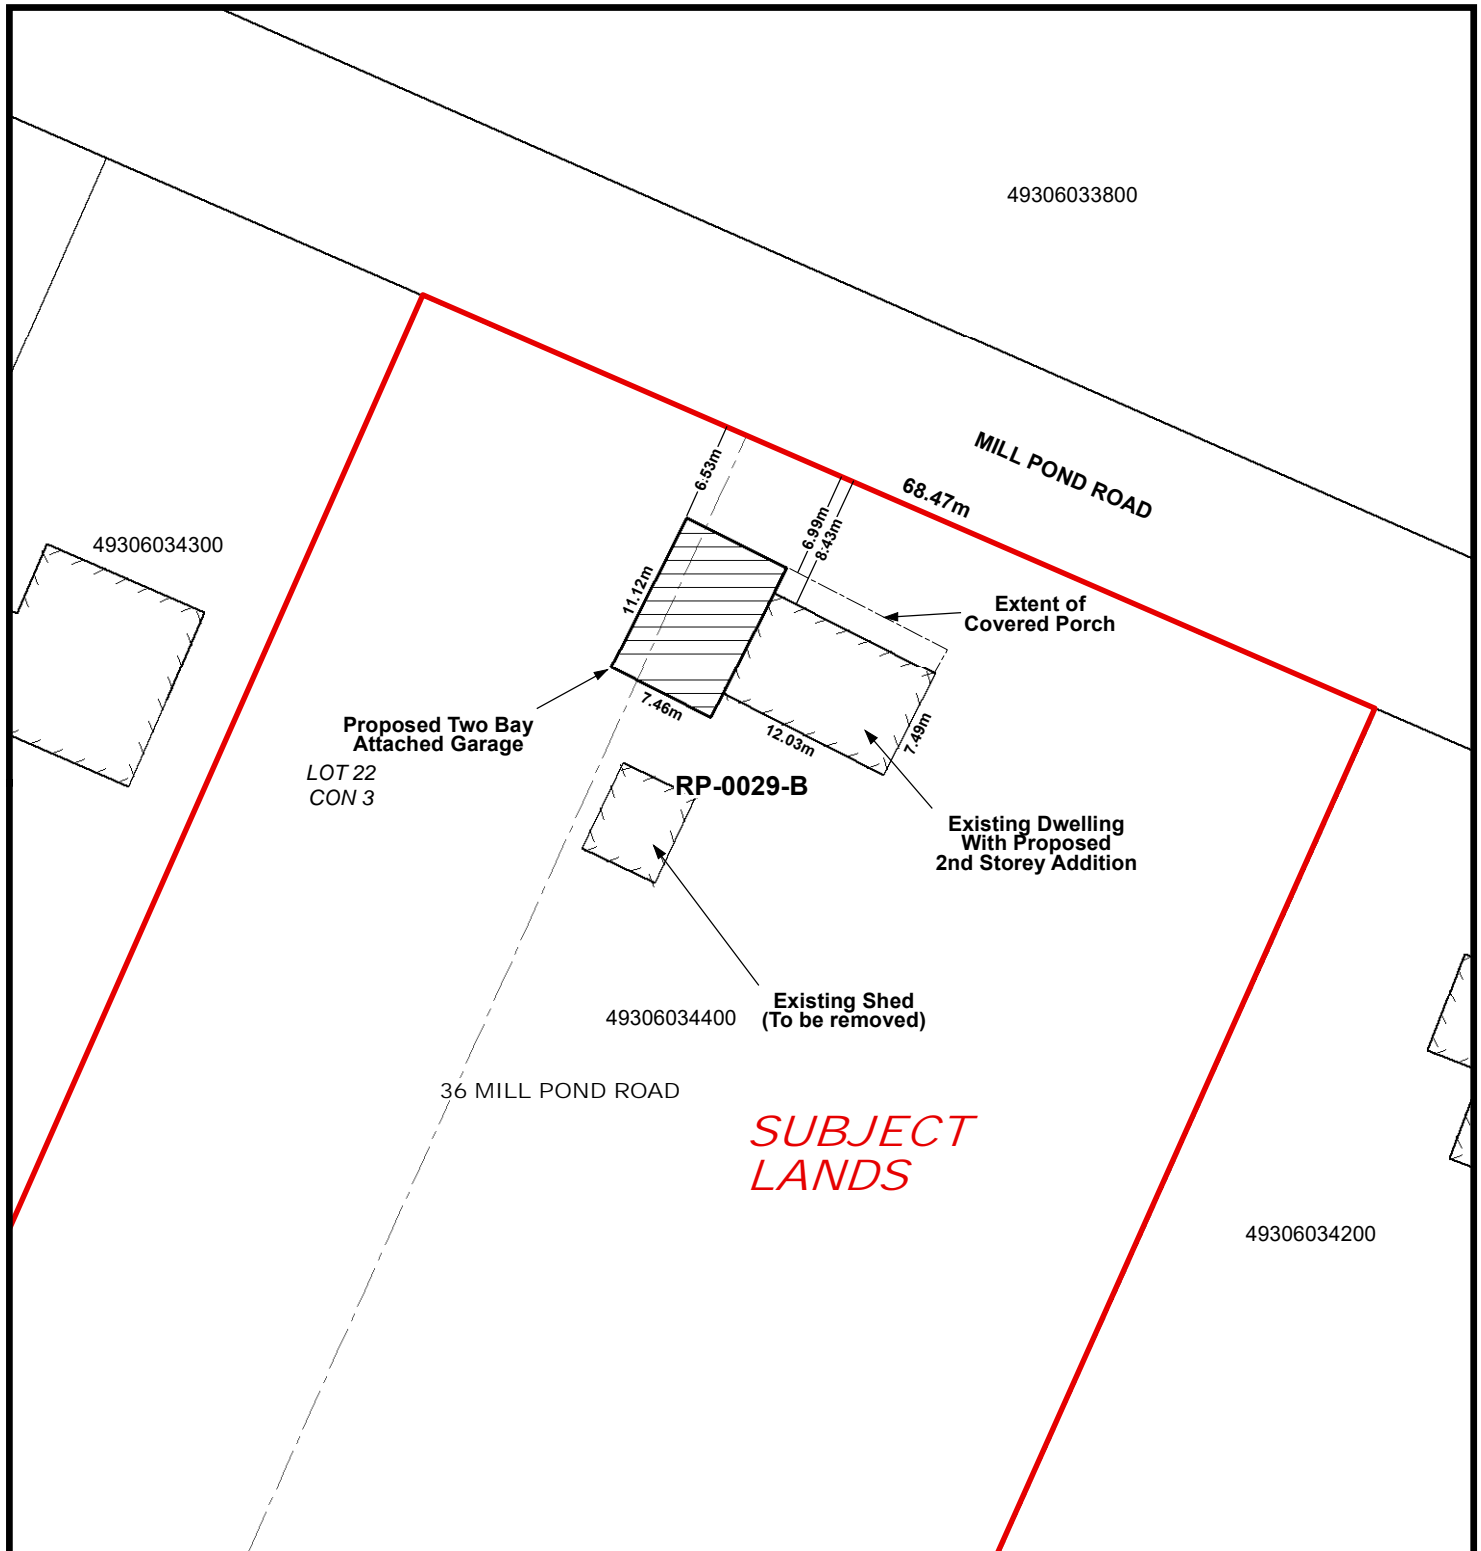 49306033800
MILL POND ROAD
68.47m
6.53m
6.99m
8.43m
49306034300
11.12m
Extent of
Covered Porch
7.46m
12.03m
7.49m
Proposed Two Bay
Attached Garage
LOT 22
CON 3
RP-0029-B
Existing Dwelling
With Proposed
2nd Storey Addition
Existing Shed
(To be removed)
49306034400
36 MILL POND ROAD
SUBJECT
LANDS
49306034200